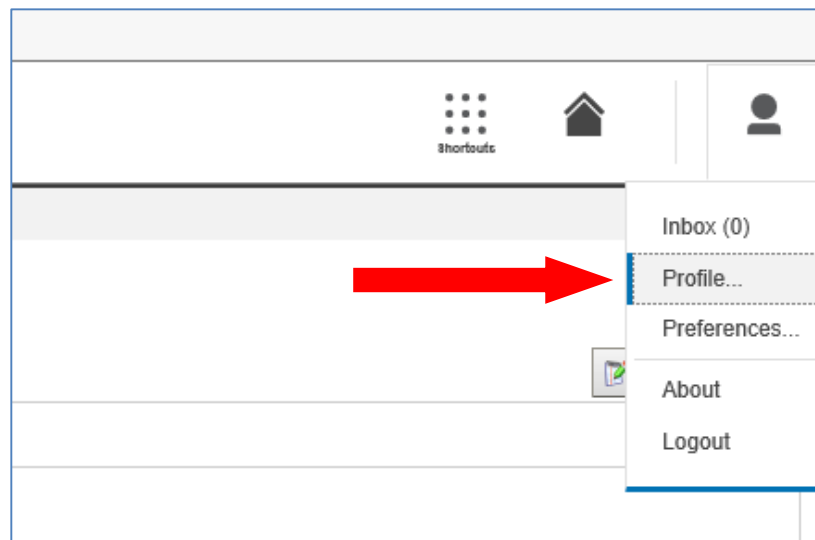 Shortcuts
Inbox (0)
Profile...
Preferences...
About
Logout